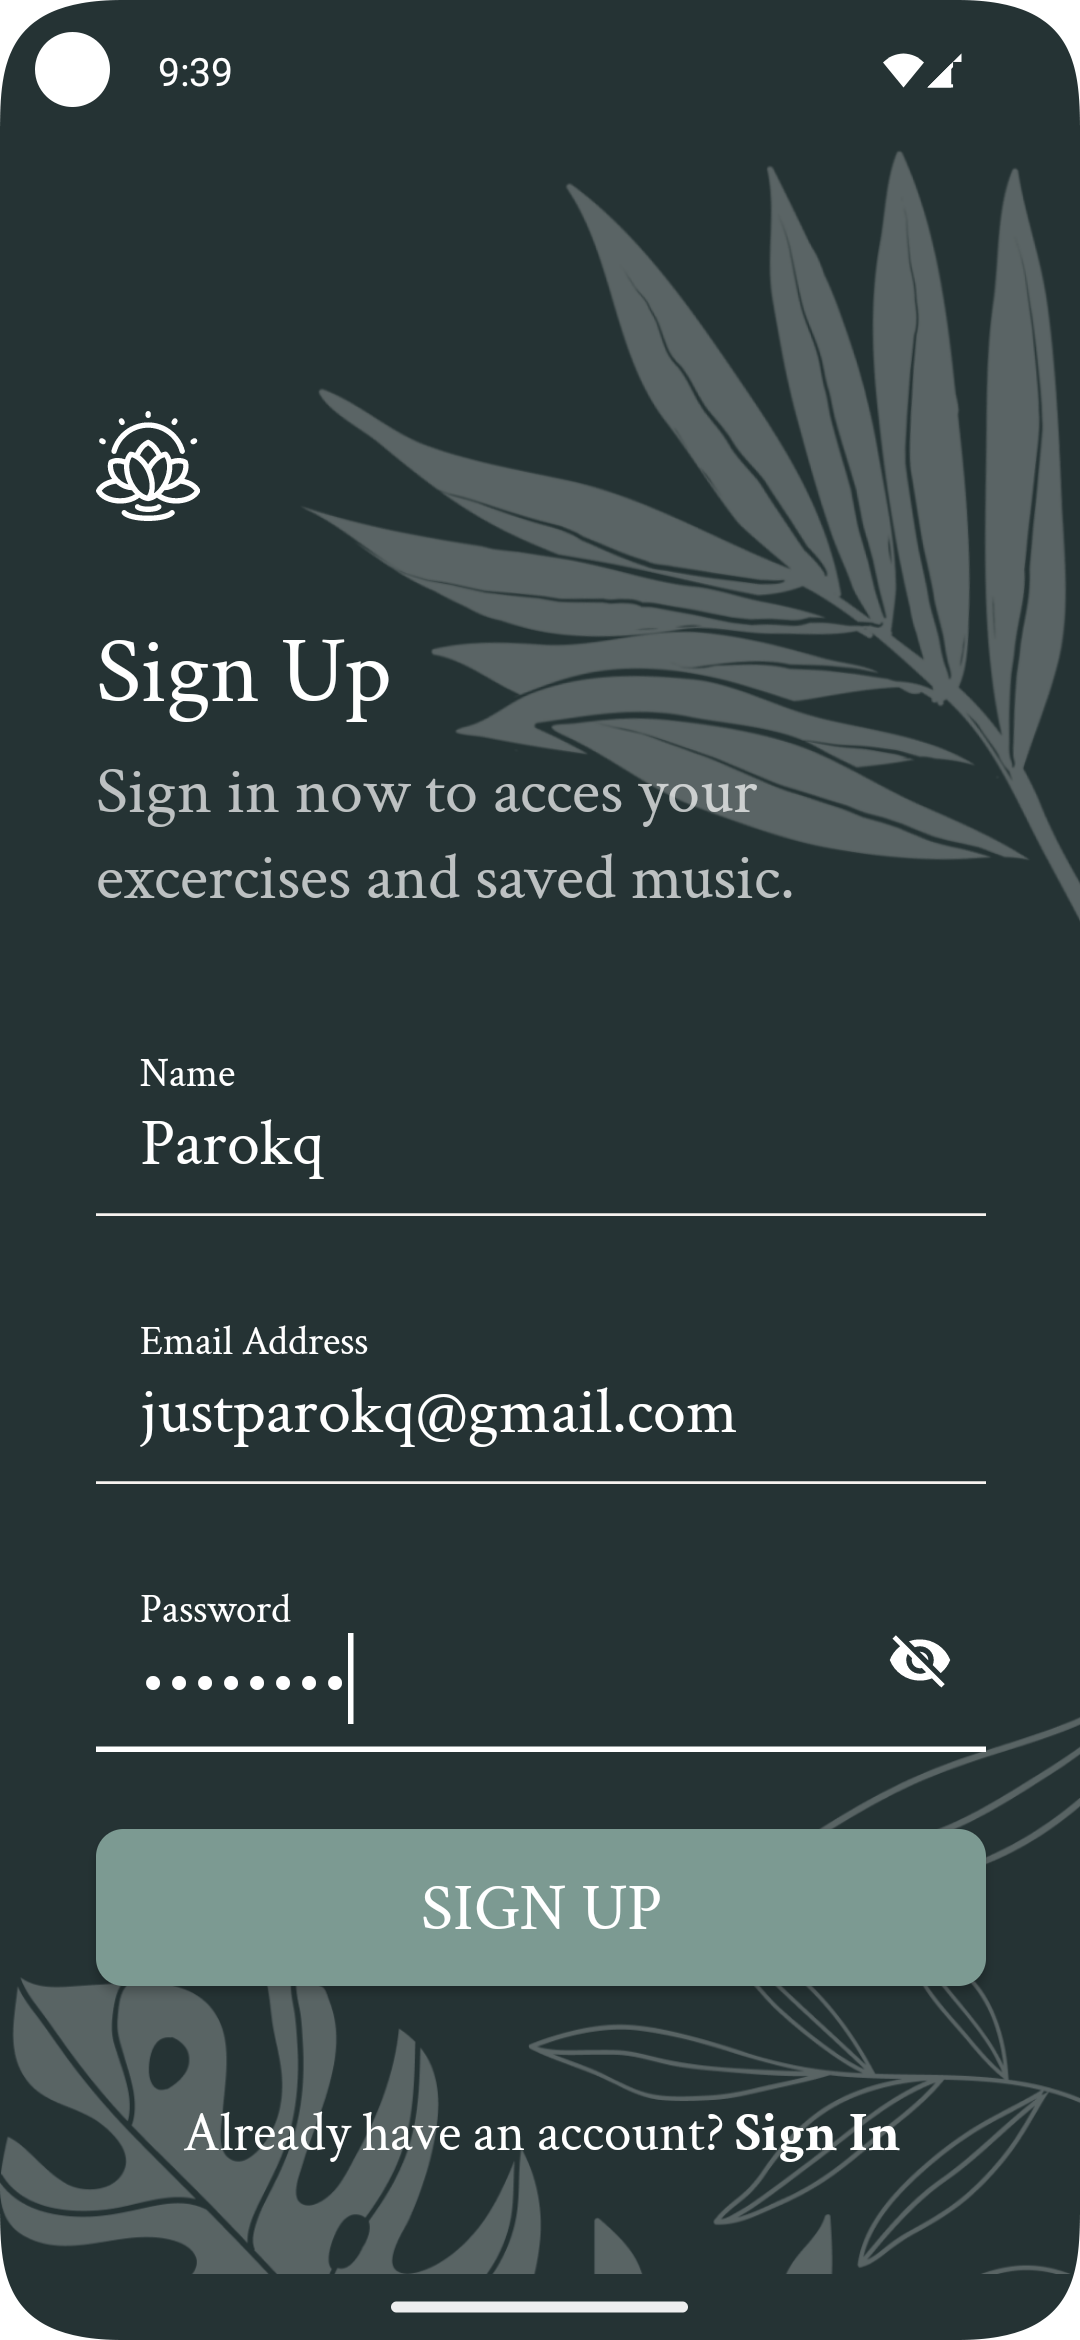 9:39
Sign Up
Sign in now to acces your
excercises and saved music.
Name
Parokq
Email Address
justparokq@gmail.com
Password
••••••••
SIGN UP
Already have an account? Sign In